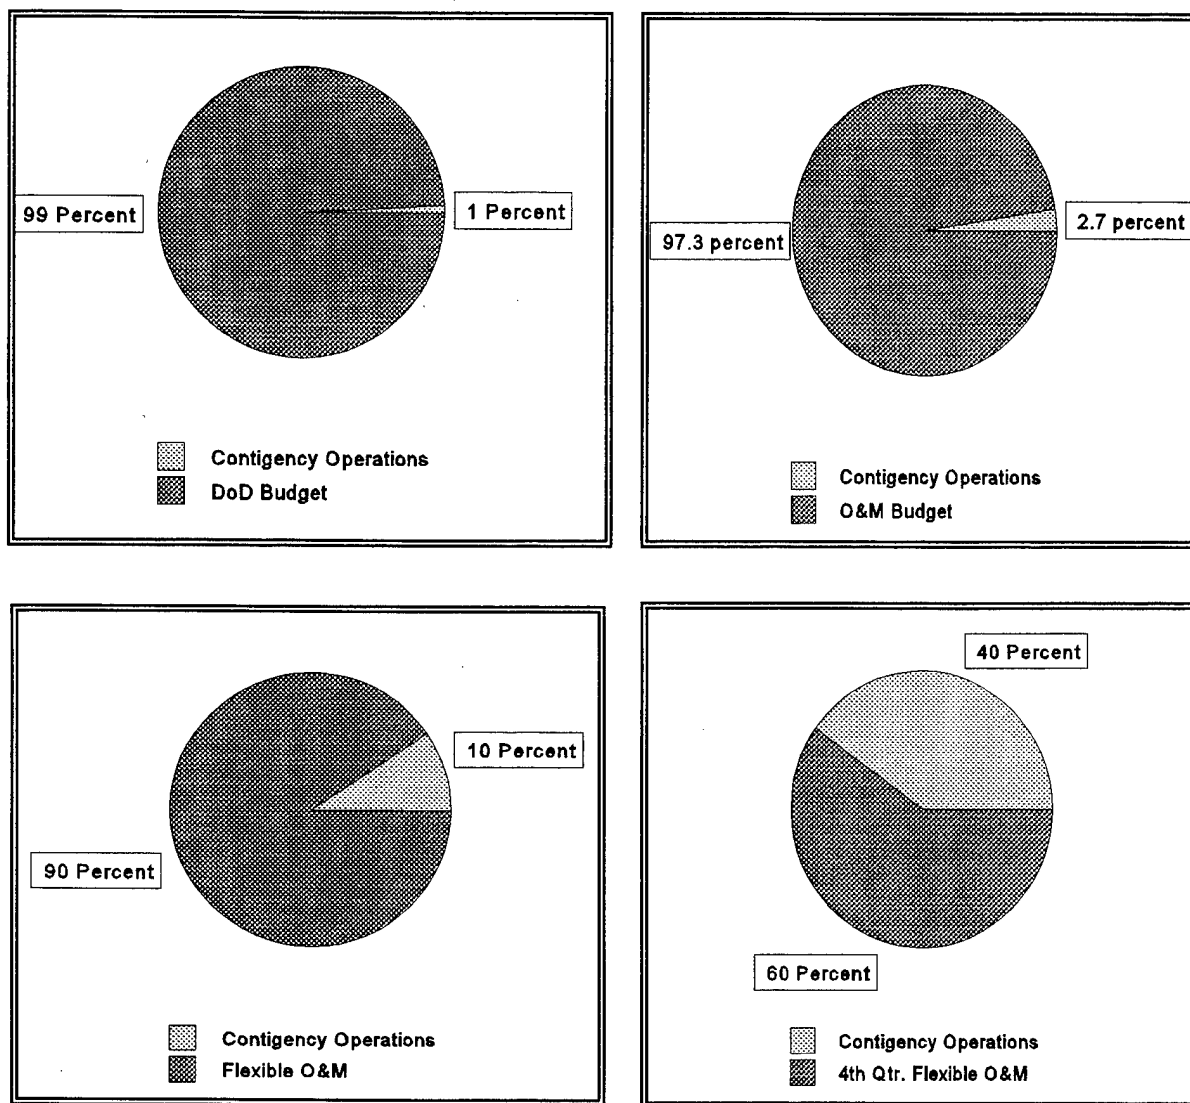 99 Percent
1 Percent
Contigency Operations
DoD Budget
97.3 percent
2.7 percent
Contigency Operations
O&M Budget
10 Percent
90 Percent
Contigency Operations
Flexible O&M
40 Percent
60 Percent
Contigency Operations
4th Qtr. Flexible O&M